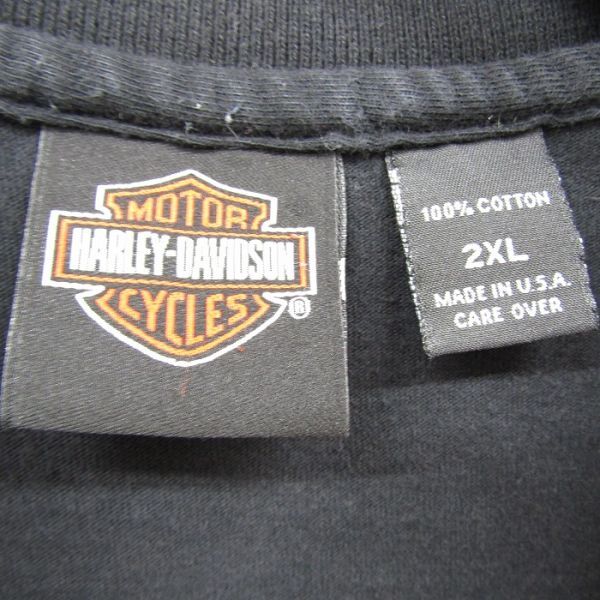 MOTOR
HARLEY-DAVIDSON
CYCLES
®
100% COTTON
2XL
MADE IN U.S.A.
CARE OVER